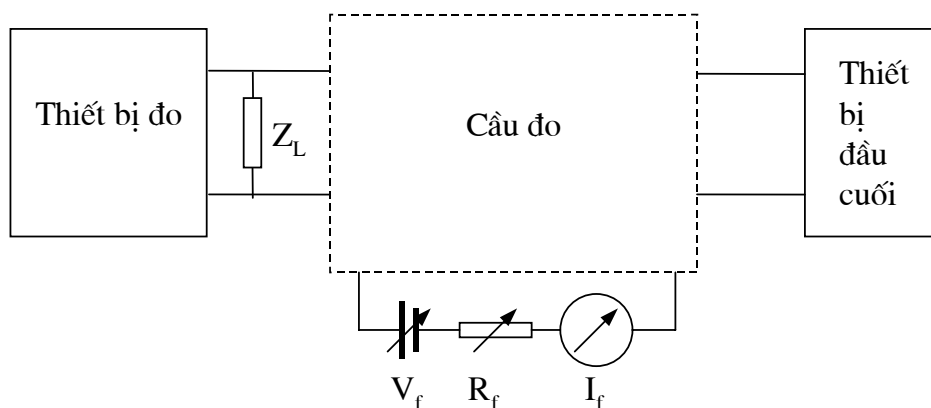 Thiết bị đo
Z_L
Cầu đo
Thiết
bị
đầu
cuối
V_f
R_f
I_f